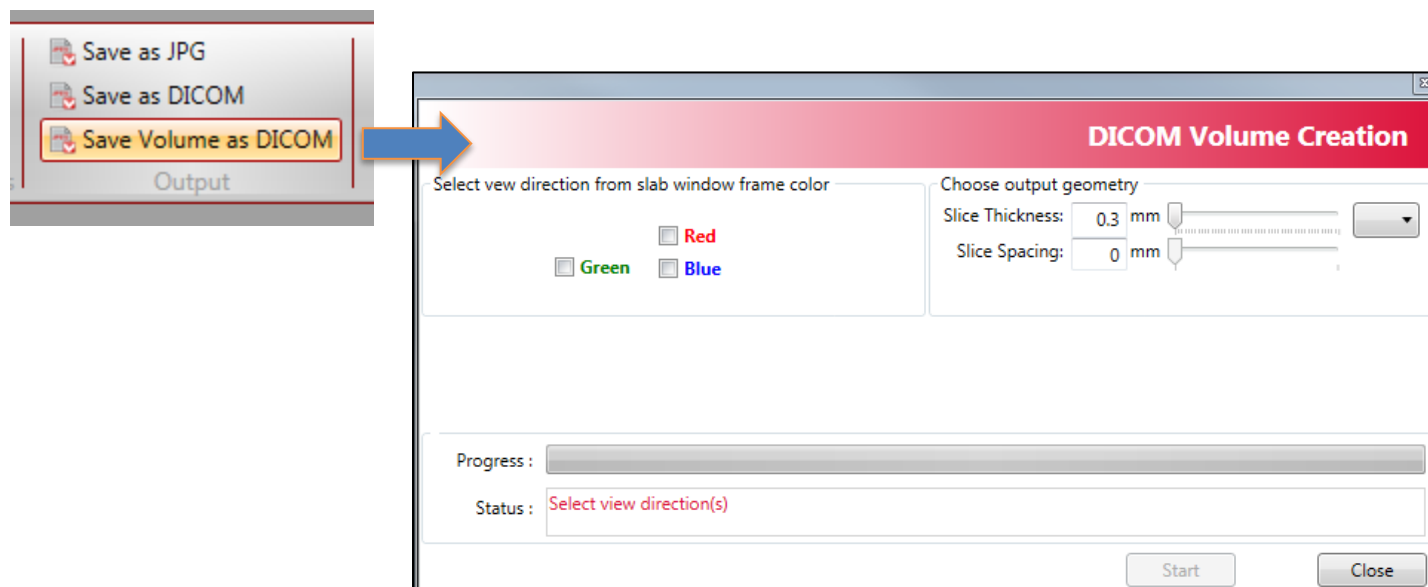 Save as JPG
Save as DICOM
Save Volume as DICOM
Output
DICOM Volume Creation
Select vew direction from slab window frame color
Red
Green Blue
Choose output geometry
Slice Thickness: 0.3 mm
Slice Spacing: 0 mm
Progress :
Status : Select view direction(s)
Start Close